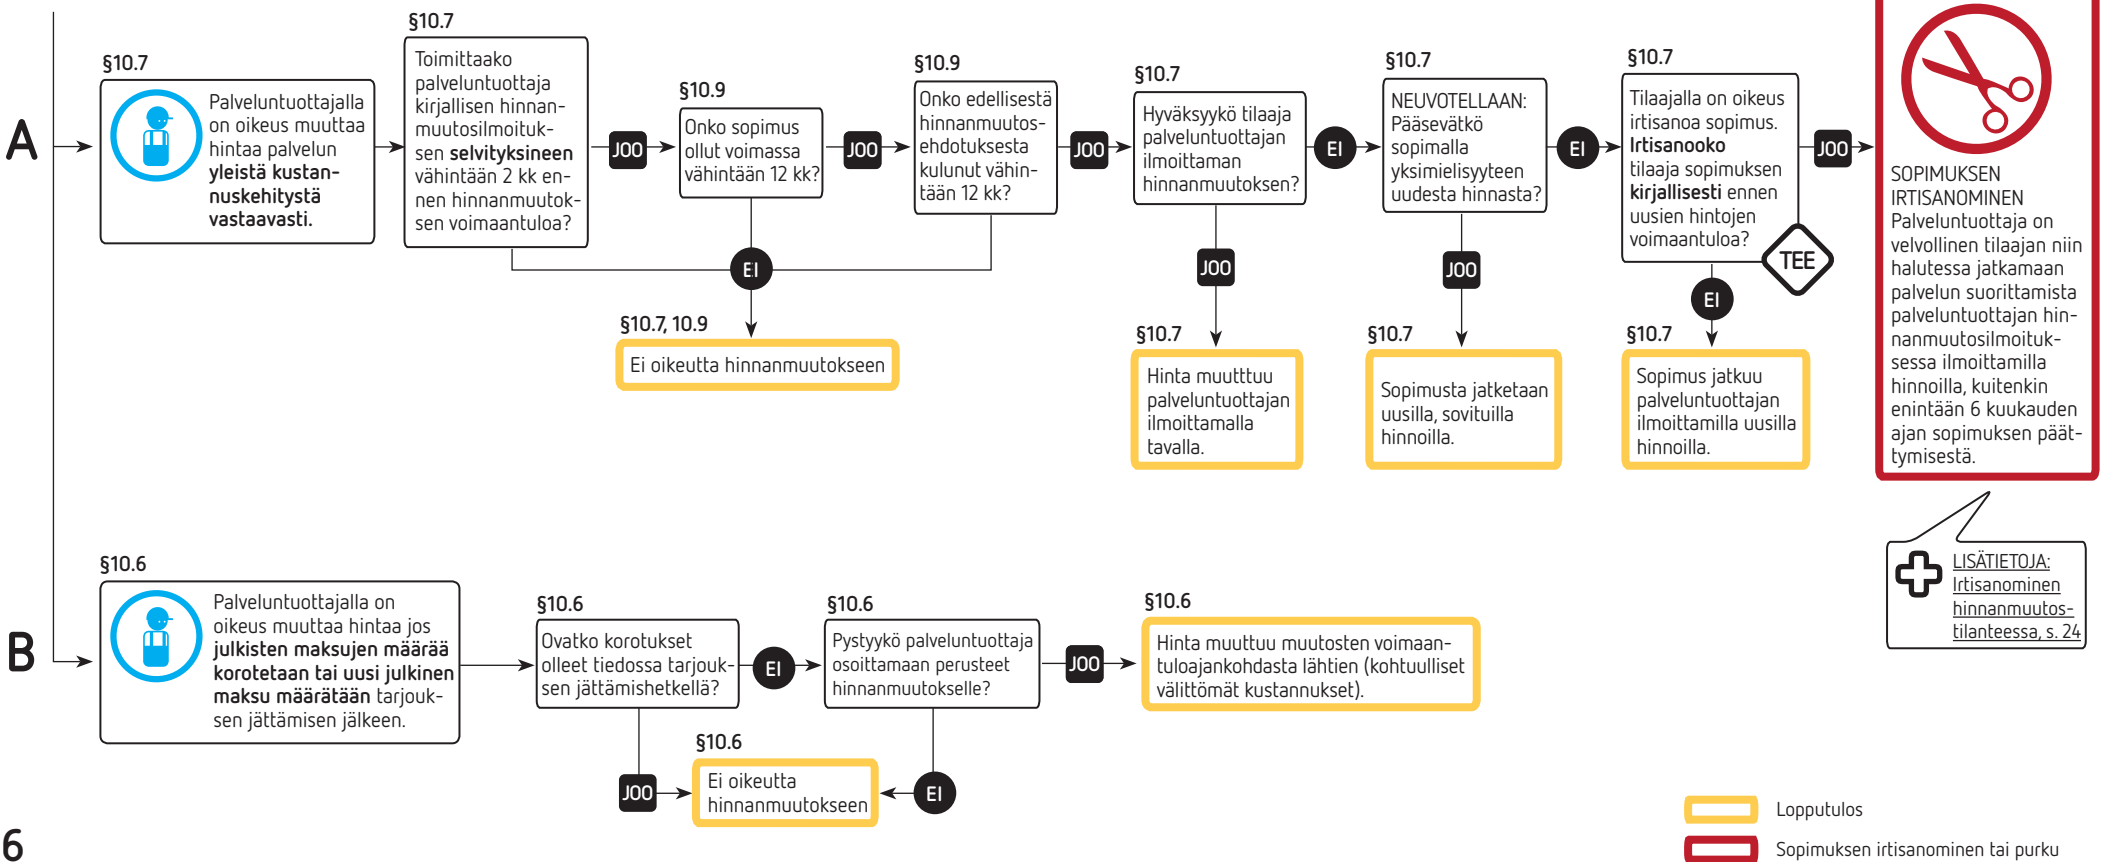 A
§10.7
Palveluntuottajalla
on oikeus muuttaa
hintaa palvelun
yleistä kustan-
nuskehitystä
vastaavasti.
§10.7
Toimittaako
palveluntuottaja
kirjallisen hinnan-
muutosilmoituk-
sen selvityksineen
vähintään 2 kk en-
nen hinnanmuutok-
sen voimaantuloa?
JOO
§10.9
Onko sopimus
ollut voimassa
vähintään 12 kk?
JOO
§10.9
Onko edellisestä
hinnanmuutos-
ehdotuksesta
kulunut vähin-
tään 12 kk?
JOO
EI
§10.7, 10.9
Ei oikeutta hinnanmuutokseen
§10.7
Hyväksyykö tilaaja
palveluntuottajan
ilmoittaman
hinnanmuutoksen?
EI
JOO
§10.7
Hinta muutttuu
palveluntuottajan
ilmoittamalla
tavalla.
§10.7
NEUVOTELLAAN:
Pääsevätkö
sopimalla
yksimielisyyteen
uudesta hinnasta?
EI
JOO
§10.7
Sopimusta jatketaan
uusilla, sovituilla
hinnoilla.
§10.7
Tilaajalla on oikeus
irtisanoa sopimus.
Irtisanooko
tilaaja sopimuksen
kirjallisesti ennen
uusien hintojen
voimaantuloa?
TEE
JOO
EI
§10.7
Sopimus jatkuu
palveluntuottajan
ilmoittamilla uusilla
hinnoilla.
SOPIMUKSEN
IRTISANOMINEN
Palveluntuottaja on
velvollinen tilaajan niin
halutessa jatkamaan
palvelun suorittamista
palveluntuottajan hin-
nanmuutosilmoituk-
sessa ilmoittamilla
hinnoilla, kuitenkin
enintään 6 kuukauden
ajan sopimuksen päät-
tymisestä.
LISÄTIETOJA:
Irtisanominen
hinnanmuutos-
tilanteessa, s. 24
B
§10.6
Palveluntuottajalla on
oikeus muuttaa hintaa jos
julkisten maksujen määrää
korotetaan tai uusi julkinen
maksu määrätään tarjouk-
sen jättämisen jälkeen.
§10.6
Ovatko korotukset
olleet tiedossa tarjouk-
sen jättämishetkellä?
EI
JOO
§10.6
Pystyykö palveluntuottaja
osoittamaan perusteet
hinnanmuutokselle?
JOO
EI
§10.6
Ei oikeutta
hinnanmuutokseen
§10.6
Hinta muuttuu muutosten voimaan-
tuloajankohdasta lähtien (kohtuulliset
välittömät kustannukset).
Lopputulos
Sopimuksen irtisanominen tai purku
6